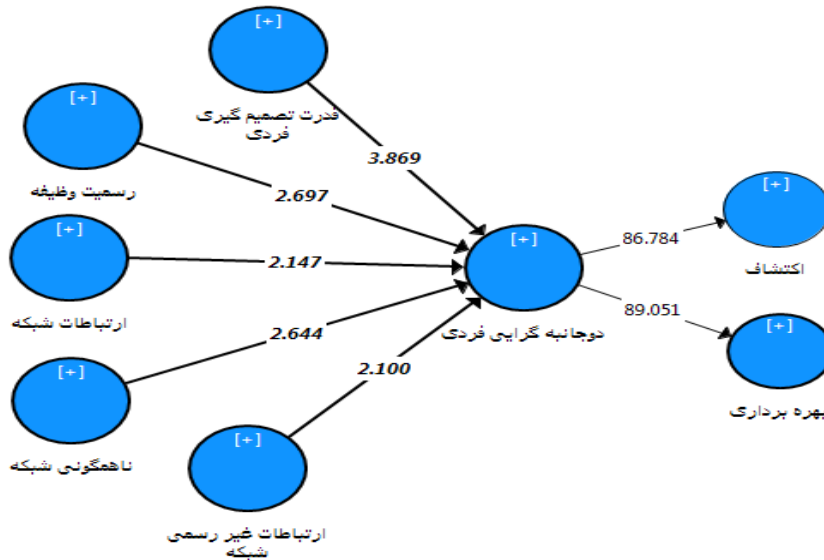 [+]
قدرت تصمیم گیری
فردی
[+]
رسمیت وظیفه
3.869
2.697
[+]
ارتباطات شبکه
2.147
[+]
دوجانبه گرایی فردی
86.784
[+]
اکتشاف
89.051
[+]
بهره برداری
2.644
[+]
ناهمگونی شبکه
2.100
[+]
ارتباطات غیر رسمی
شبکه